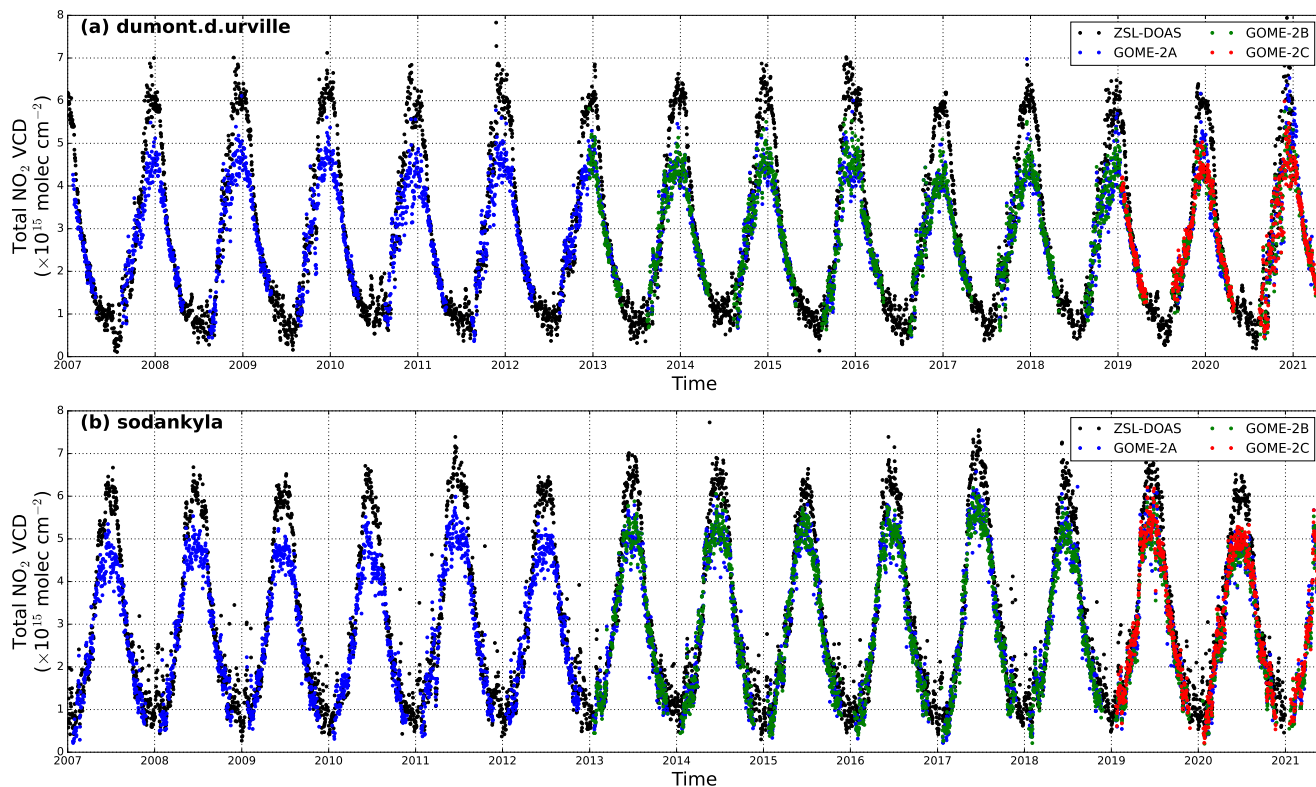 (a) dumont.d.urville
ZSL-DOAS
GOME-2A
GOME-2B
GOME-2C
8
7
6
5
4
3
2
1
0
Total NO2 VCD
(×10^15 molec cm^−2)
2007 2008 2009 2010 2011 2012 2013 2014 2015 2016 2017 2018 2019 2020 2021
Time
(b) sodankyla
ZSL-DOAS
GOME-2A
GOME-2B
GOME-2C
8
7
6
5
4
3
2
1
0
Total NO2 VCD
(×10^15 molec cm^−2)
2007 2008 2009 2010 2011 2012 2013 2014 2015 2016 2017 2018 2019 2020 2021
Time